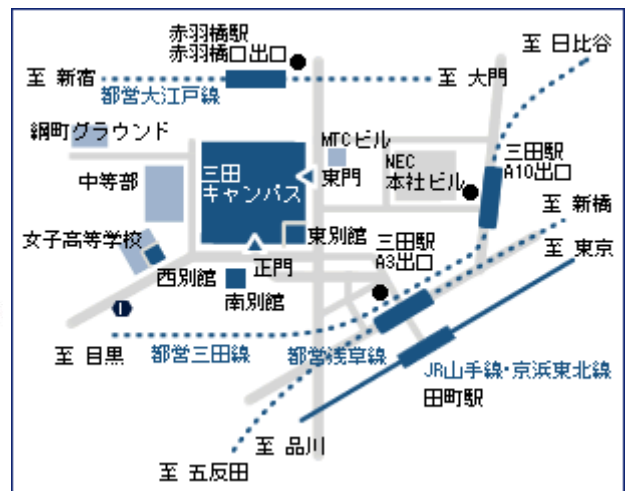 赤羽橋駅
赤羽橋口出口
至 日比谷
至 新宿
至 大門
都営大江戸線
綱町グラウンド
MTCビル
三田
キャンパス
中等部
東門
NEC
本社ビル
三田駅
A10出口
至 新橋
女子高等学校
東別館
三田駅
A3出口
至 東京
西別館
正門
南別館
至 目黒
都営三田線
都営浅草線
JR山手線・京浜東北線
田町駅
至 品川
至 五反田